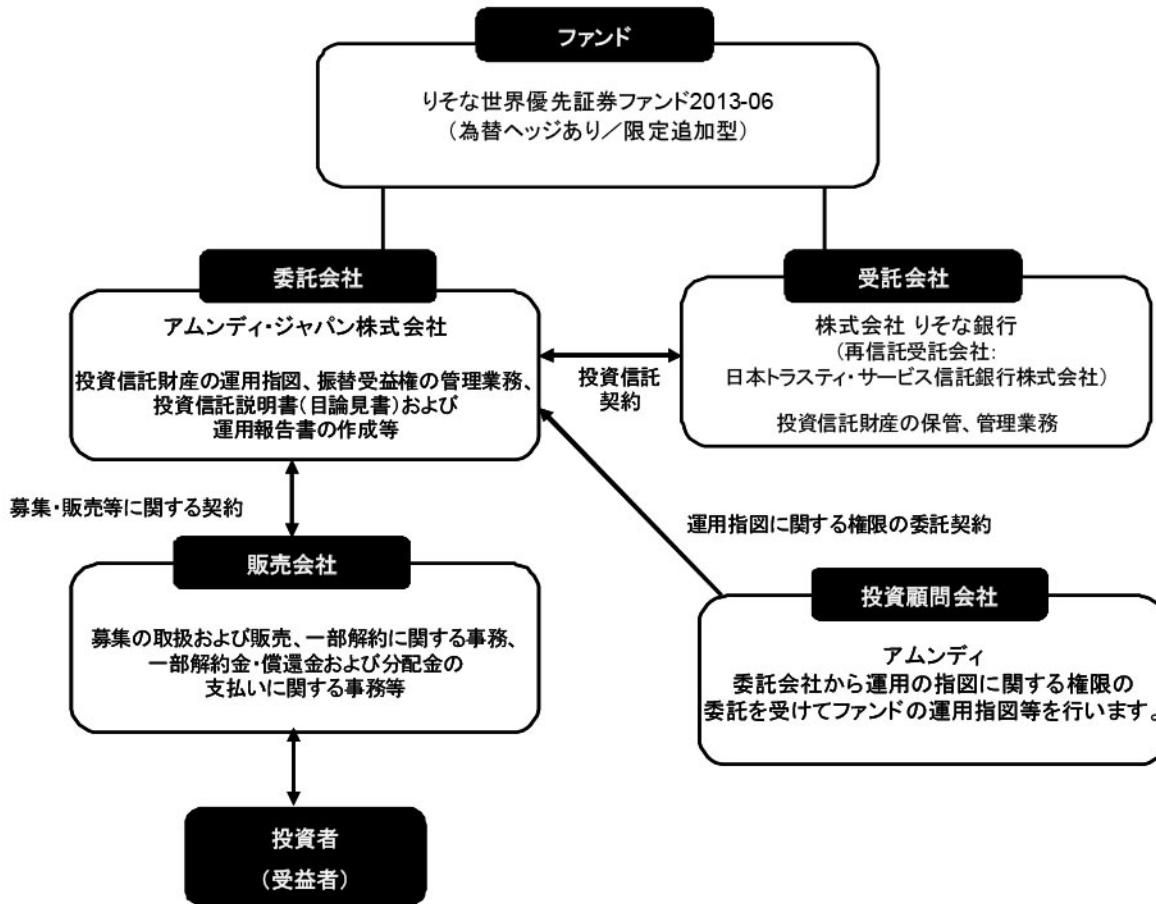 ファンド
りそな世界優先証券ファンド2013-06
(為替ヘッジあり／限定追加型)
委託会社
アムンディ・ジャパン株式会社
投資信託財産の運用指図、振替受益権の管理業務、
投資信託説明書(目論見書)および
運用報告書の作成等
投資信託
契約
受託会社
株式会社 りそな銀行
(再信託受託会社:
日本トラスティ・サービス信託銀行株式会社)
投資信託財産の保管、管理業務
募集・販売等に関する契約
運用指図に関する権限の委託契約
販売会社
募集の取扱および販売、一部解約に関する事務、
一部解約金・償還金および分配金の
支払いに関する事務等
投資顧問会社
アムンディ
委託会社から運用の指図に関する権限の
委託を受けてファンドの運用指図等を行います。
投資者
(受益者)